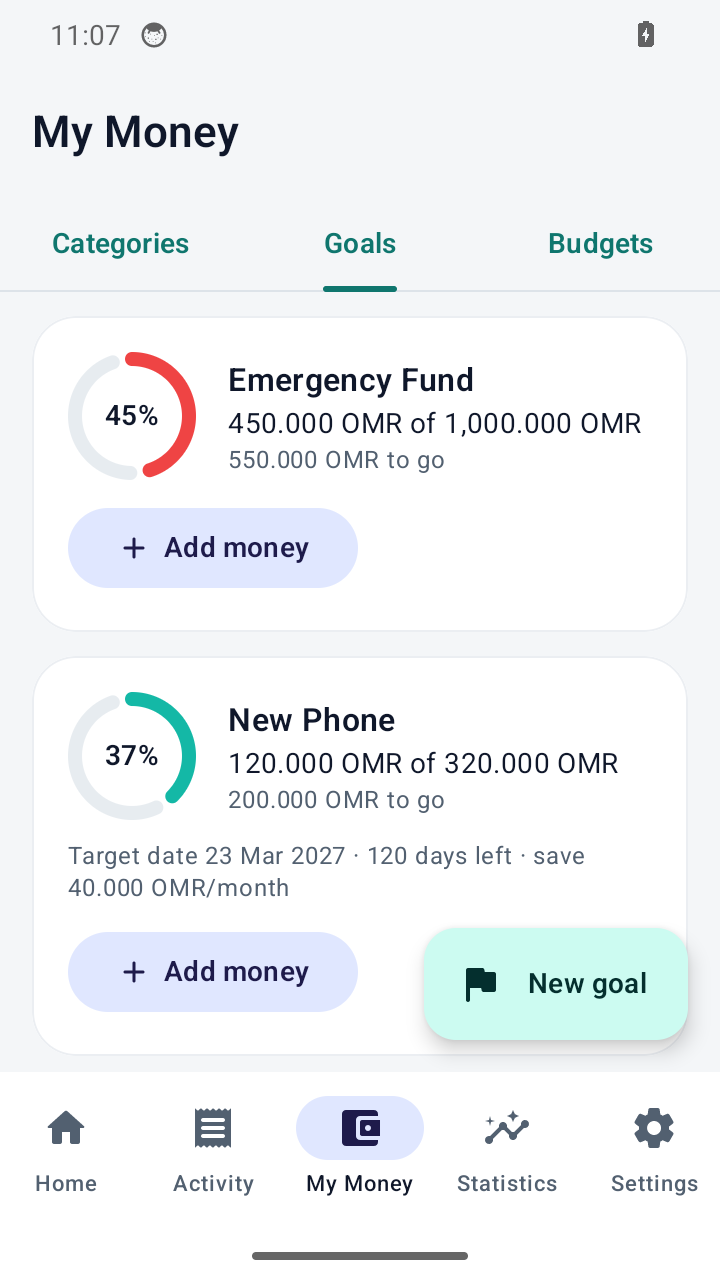 11:07
My Money
Categories
Goals
Budgets
45%
Emergency Fund
450.000 OMR of 1,000.000 OMR
550.000 OMR to go
Add money
37%
New Phone
120.000 OMR of 320.000 OMR
200.000 OMR to go
Target date 23 Mar 2027 · 120 days left · save
40.000 OMR/month
Add money
New goal
Home
Activity
My Money
Statistics
Settings